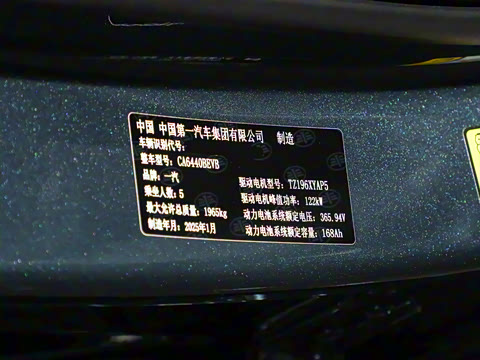 中国 中国第一汽车集团有限公司 制造
车辆识别代号:
整车型号: CA6440BEVB
品牌: 一汽 驱动电机型号: TZ196XYAP5
乘坐人数: 5 驱动电机峰值功率: 122kW
最大允许总质量: 1965kg 动力电池系统额定电压: 365.94V
制造年月: 2025年1月 动力电池系统额定容量: 168Ah